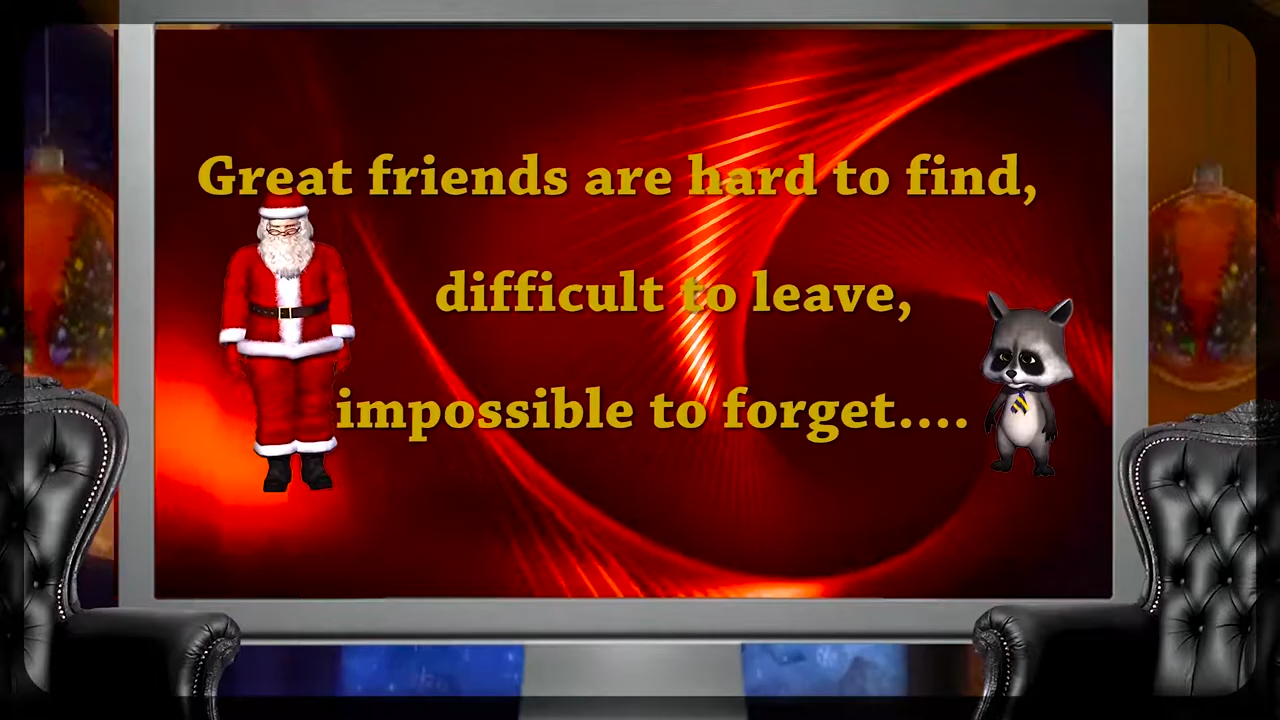 Great friends are hard to find,
difficult to leave,
impossible to forget....